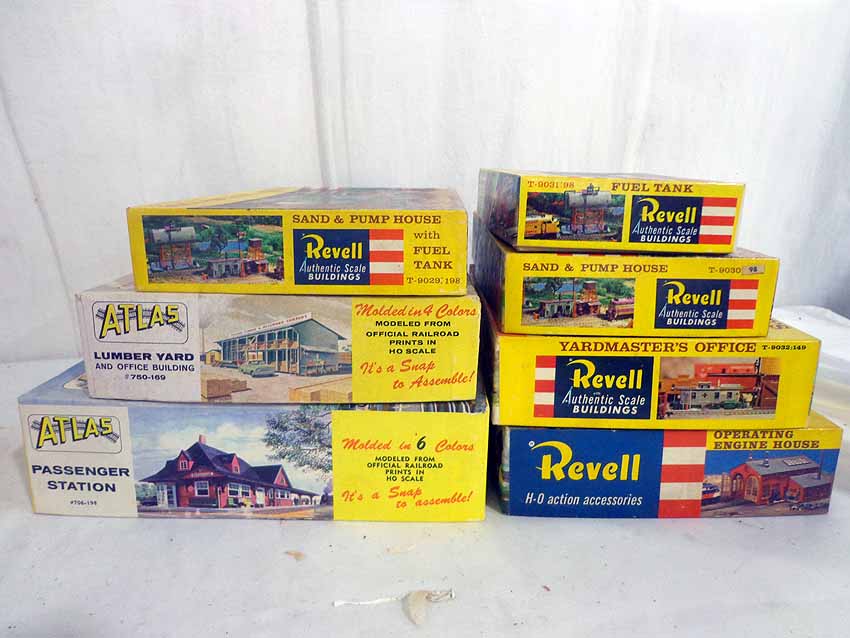 SAND & PUMP HOUSE
with
FUEL
TANK
T-9029:198
Revell
Authentic Scale
BUILDINGS
ATLAS
LUMBER YARD
AND OFFICE BUILDING
#750-169
Molded in 4 Colors
MODELED FROM
OFFICIAL RAILROAD
PRINTS IN
HO SCALE
It's a Snap
to Assemble!
ATLAS
PASSENGER
STATION
#706-198
Molded in 6 Colors
MODELED FROM
OFFICIAL RAILROAD
PRINTS IN
HO SCALE
It's a Snap
to assemble!
T-9031:98 FUEL TANK
Revell
Authentic Scale
BUILDINGS
SAND & PUMP HOUSE T-9030 98
Revell
Authentic Scale
BUILDINGS
YARDMASTER'S OFFICE T-9032:149
Revell
Authentic Scale
BUILDINGS
Revell
H-O action accessories
OPERATING
ENGINE HOUSE